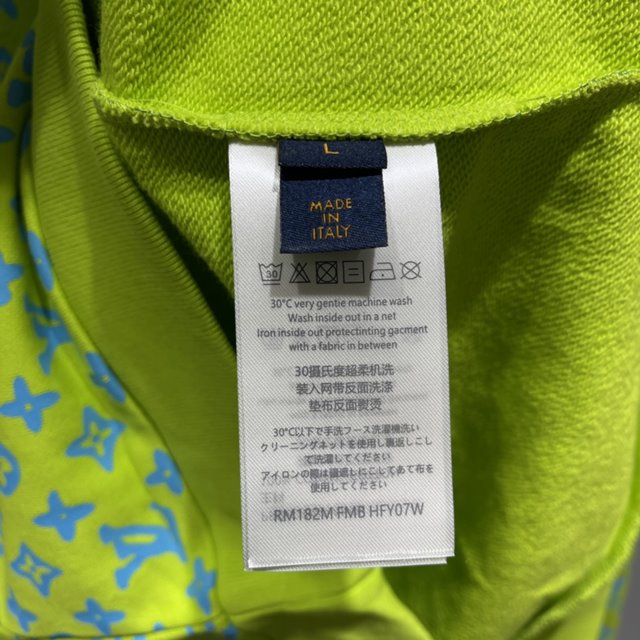 L
MADE
IN
ITALY
30
30°C very gentie machine wash
Wash inside out in a net
Iron inside out protectinting gacment
with a fabric in between
30摄氏度超柔机洗
装入网带反面洗涤
垫布反面熨烫
30℃以下で手洗フース洗濯機洗い
クリーニングネットを使用し裏返しこし
て洗濯してください
アイロンの際は裏返しにこしてあて布を
使用してください
RM182M FMB HFY07W